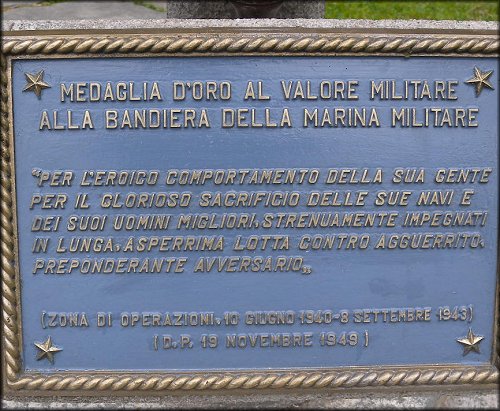 MEDAGLIA D'ORO AL VALORE MILITARE
ALLA BANDIERA DELLA MARINA MILITARE
"PER L'EROICO COMPORTAMENTO DELLA SUA GENTE
PER IL GLORIOSO SACRIFICIO DELLE SUE NAVI E
DEI SUOI UOMINI MIGLIORI, STRENUAMENTE IMPEGNATI
IN LUNGA, ASPERRIMA LOTTA CONTRO AGGUERRITO,
PREPONDERANTE AVVERSARIO„
(ZONA DI OPERAZIONI, 10 GIUGNO 1940-8 SETTEMBRE 1943)
(D.P. 19 NOVEMBRE 1949)